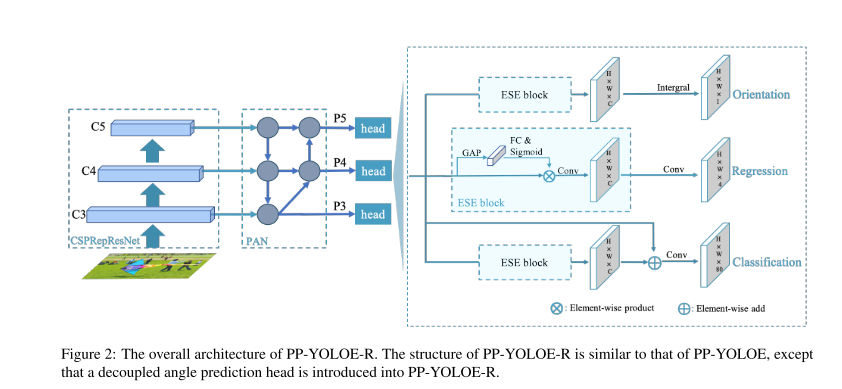 C5
C4
C3
CSPRepResNet
PAN
P5
head
P4
head
P3
head
ESE block
H
×
W
×
C
Intergral
H
×
W
×
1
Orientation
GAP
FC &
Sigmoid
Conv
ESE block
H
×
W
×
C
Conv
H
×
W
×
4
Regression
ESE block
H
×
W
×
C
Conv
H
×
W
×
80
Classification
: Element-wise product
: Element-wise add
Figure 2: The overall architecture of PP-YOLOE-R. The structure of PP-YOLOE-R is similar to that of PP-YOLOE, except
that a decoupled angle prediction head is introduced into PP-YOLOE-R.